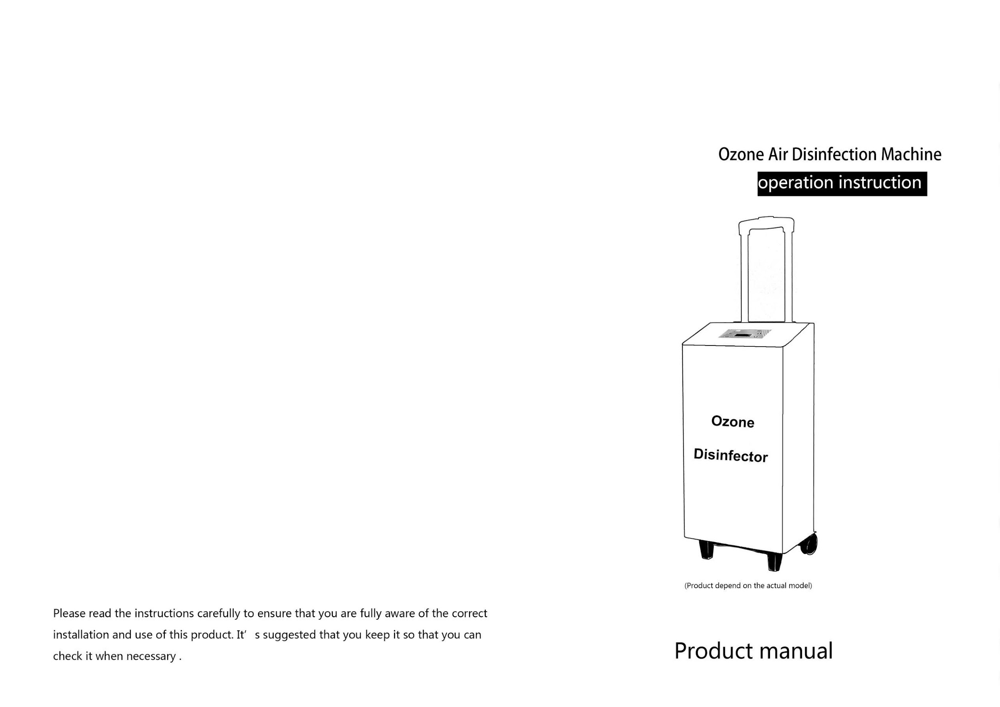 Ozone Air Disinfection Machine
operation instruction
Ozone
Disinfector
(Product depend on the actual model)
Please read the instructions carefully to ensure that you are fully aware of the correct
installation and use of this product. It′ s suggested that you keep it so that you can
check it when necessary .
Product manual